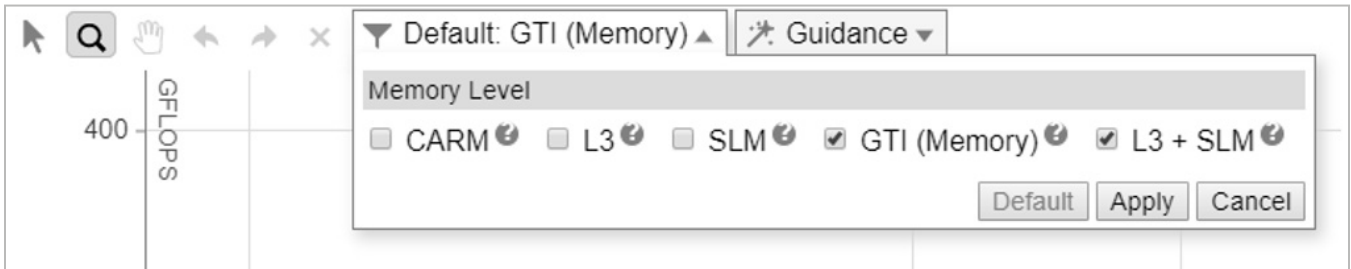 Default: GTI (Memory) Guidance
Memory Level
GFLOPS
400
CARM L3 SLM GTI (Memory) L3 + SLM
Default Apply Cancel